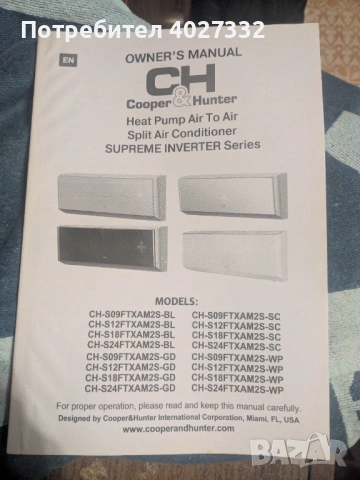 Потребител 4027332
EN
OWNER'S MANUAL
CH
Cooper&Hunter
Heat Pump Air To Air
Split Air Conditioner
SUPREME INVERTER Series
MODELS:
CH-S09FTXAM2S-BL CH-S09FTXAM2S-SC
CH-S12FTXAM2S-BL CH-S12FTXAM2S-SC
CH-S18FTXAM2S-BL CH-S18FTXAM2S-SC
CH-S24FTXAM2S-BL CH-S24FTXAM2S-SC
CH-S09FTXAM2S-GD CH-S09FTXAM2S-WP
CH-S12FTXAM2S-GD CH-S12FTXAM2S-WP
CH-S18FTXAM2S-GD CH-S18FTXAM2S-WP
CH-S24FTXAM2S-GD CH-S24FTXAM2S-WP
For proper operation, please read and keep this manual carefully.
Designed by Cooper&Hunter International Corporation, Miami, FL, USA
www.cooperandhunter.com
BAZAR